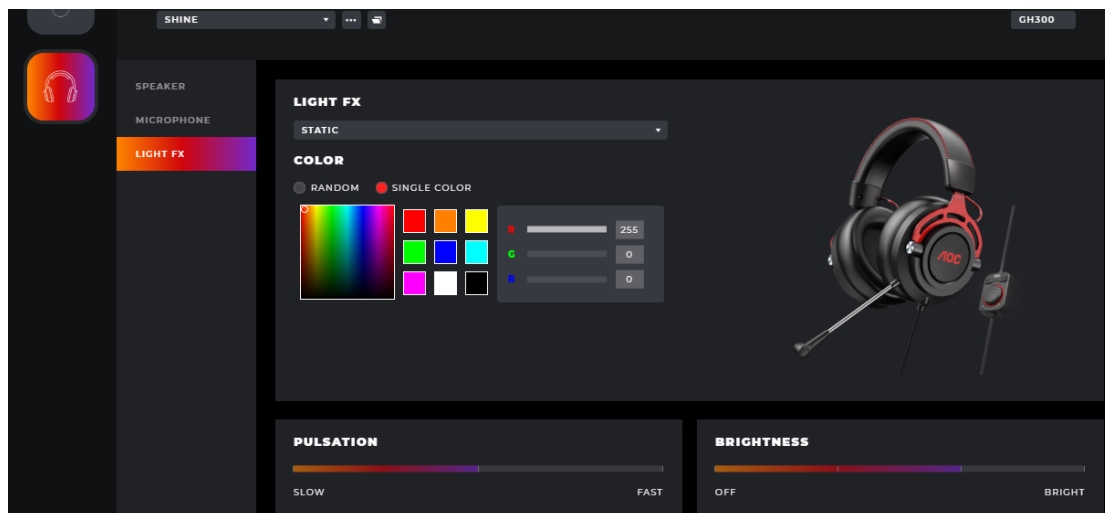 SHINE
GH300
SPEAKER
MICROPHONE
LIGHT FX
LIGHT FX
STATIC
COLOR
RANDOM SINGLE COLOR
R 255
G 0
B 0
AOC
PULSATION
SLOW FAST
BRIGHTNESS
OFF BRIGHT